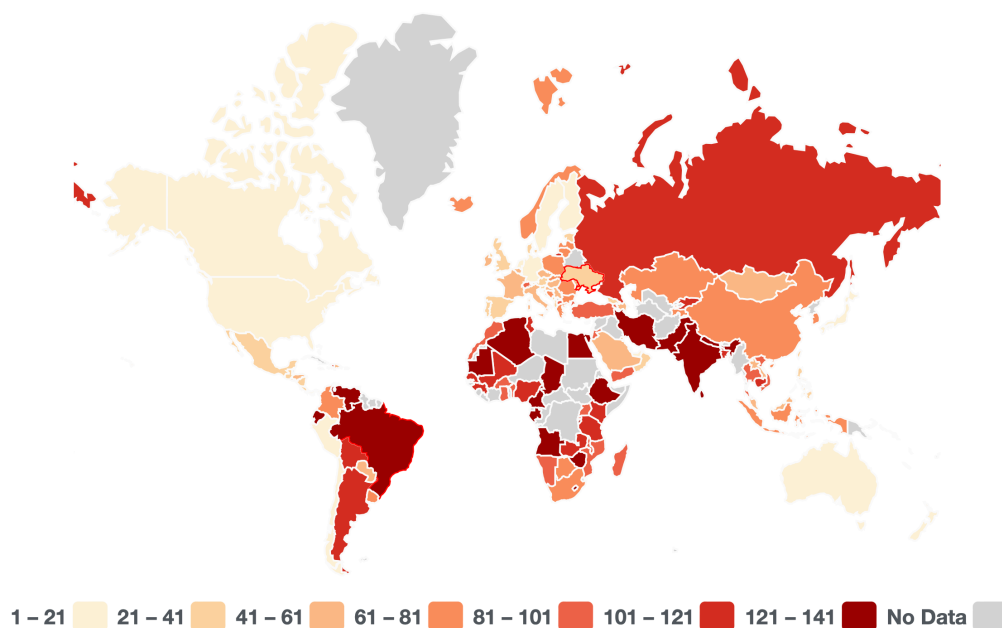 1 – 21 21 – 41 41 – 61 61 – 81 81 – 101 101 – 121 121 – 141 No Data